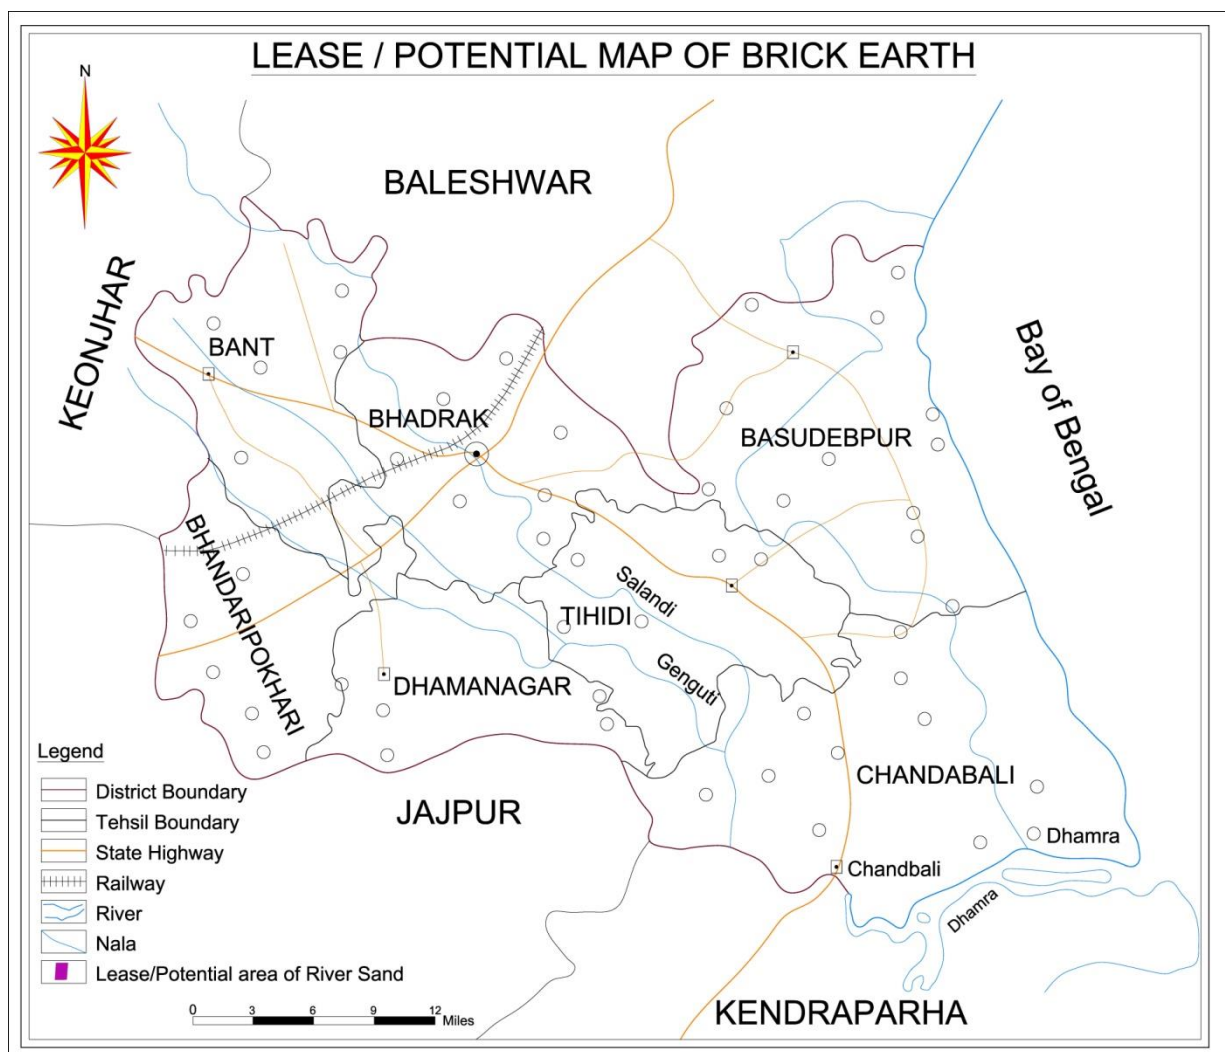 LEASE / POTENTIAL MAP OF BRICK EARTH
N
BALESHWAR
KEONJHAR
BANT
BHADRAK
BASUDEBPUR
Bay of Bengal
BHANDARIPOKHARI
Salandi
TIHIDI
Genguti
DHAMANAGAR
CHANDABALI
JAJPUR
Dhamra
Chandbali
Dhamra
KENDRAPARHA
Legend
District Boundary
Tehsil Boundary
State Highway
Railway
River
Nala
Lease/Potential area of River Sand
0 3 6 9 12
Miles